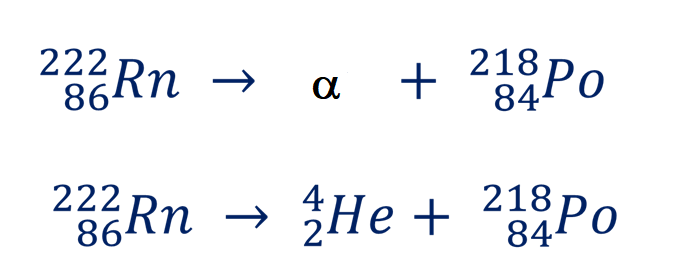 ²²²₈₆Rn → α + ²¹⁸₈₄Po
²²²₈₆Rn → ⁴₂He + ²¹⁸₈₄Po